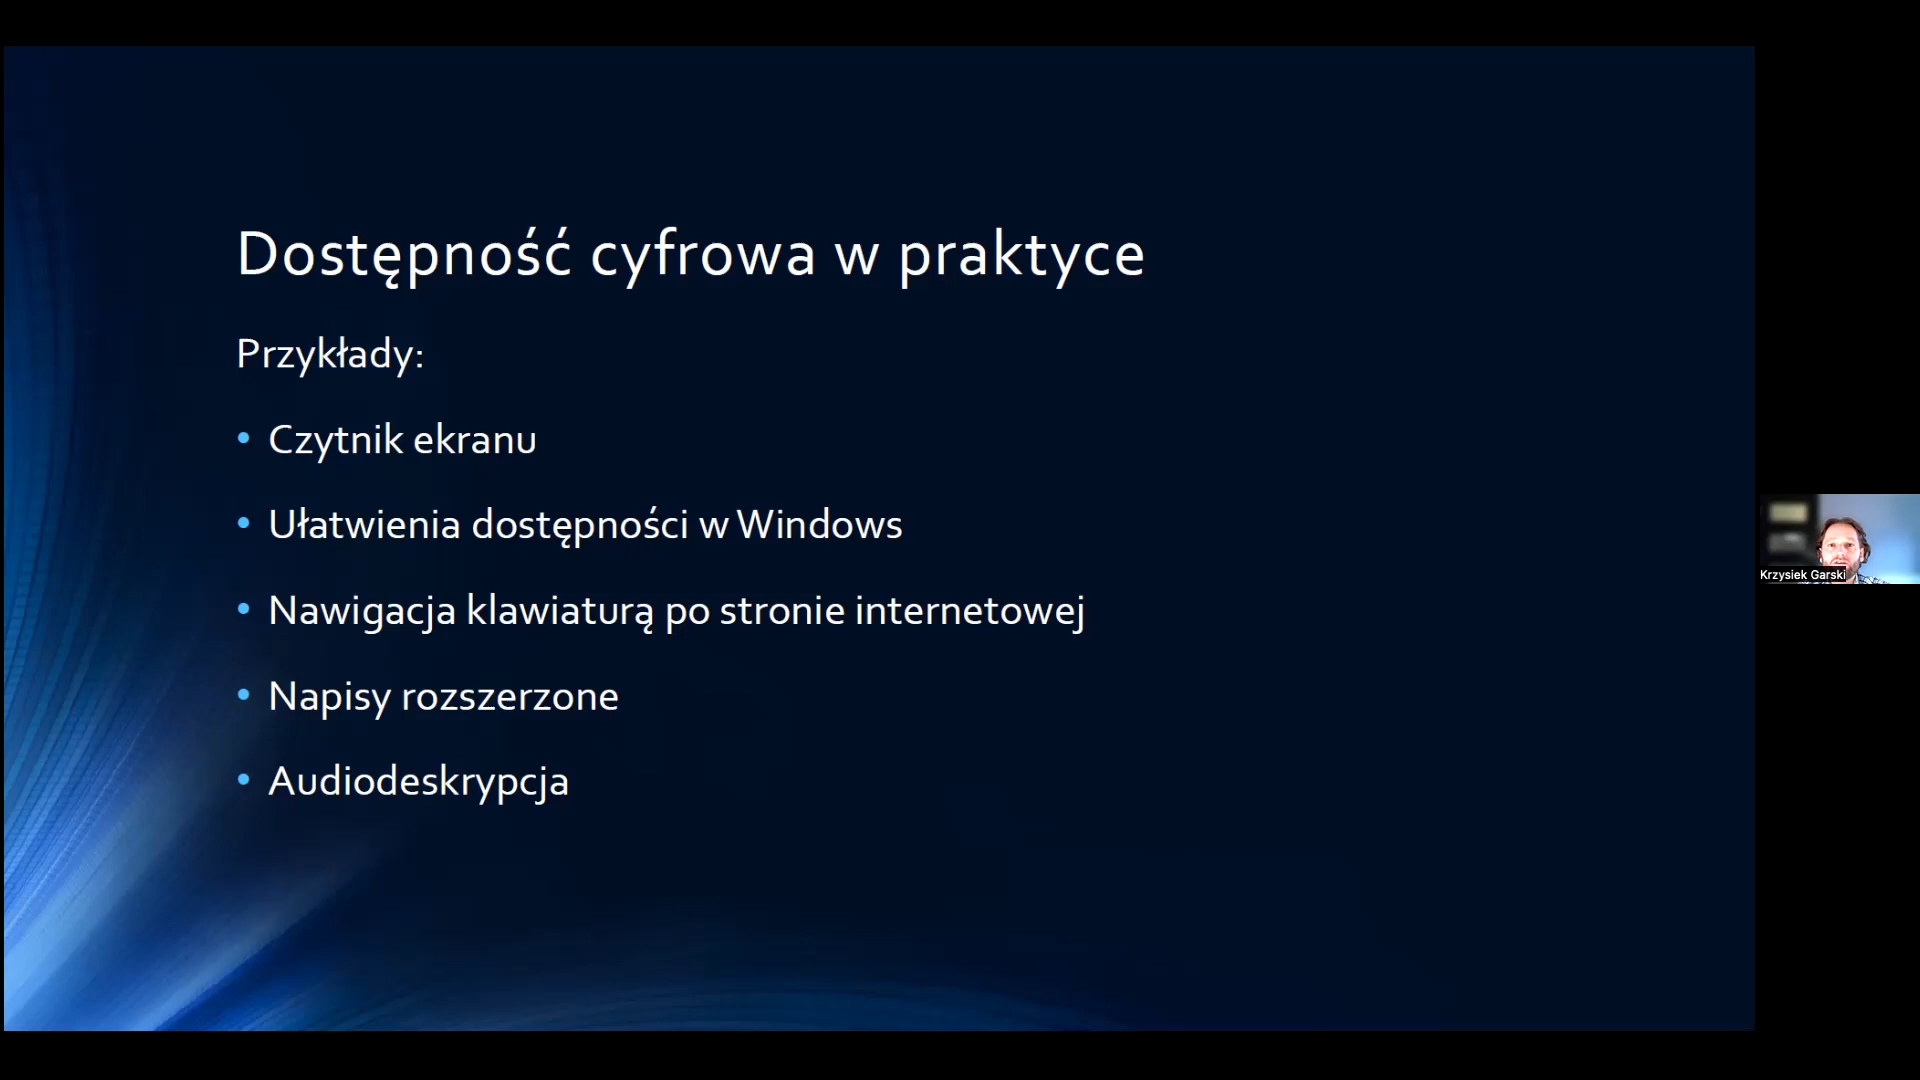 Dostępność cyfrowa w praktyce
Przykłady:
• Czytnik ekranu
• Ułatwienia dostępności w Windows
• Nawigacja klawiaturą po stronie internetowej
• Napisy rozszerzone
• Audiodeskrypcja
Krzysiek Garski